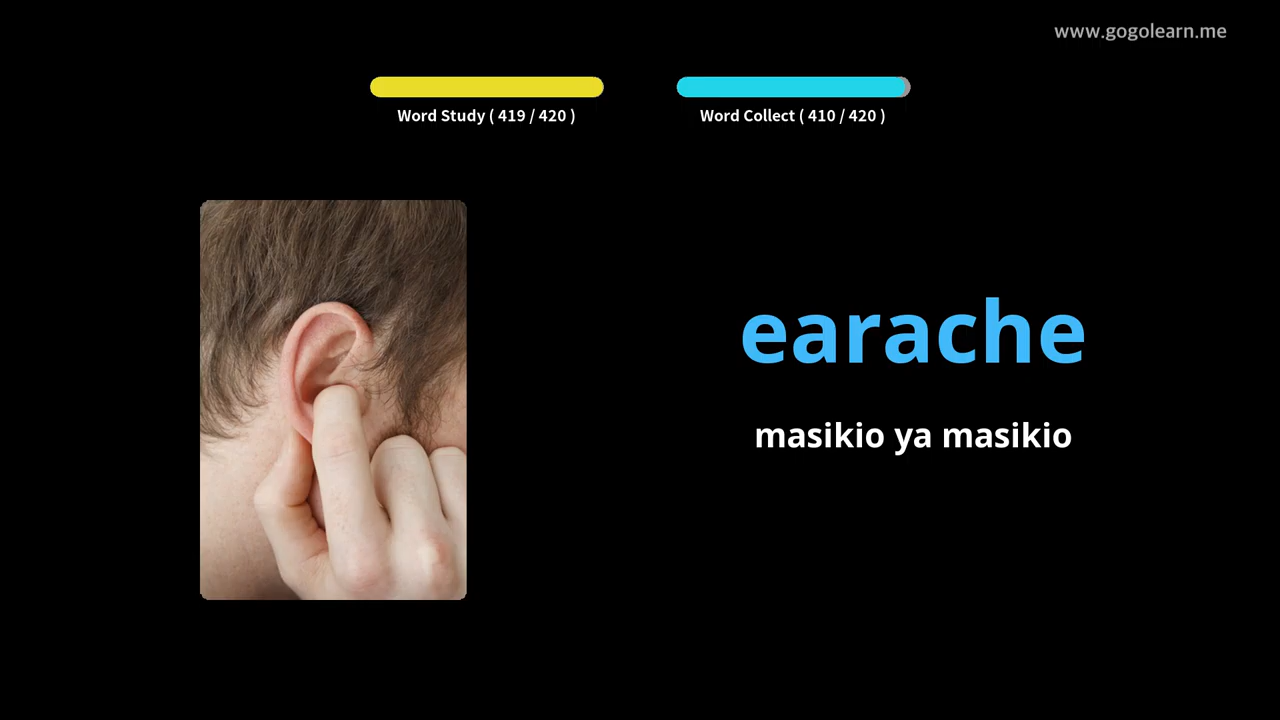 www.gogolearn.me
Word Study ( 419 / 420 )
Word Collect ( 410 / 420 )
earache
masikio ya masikio